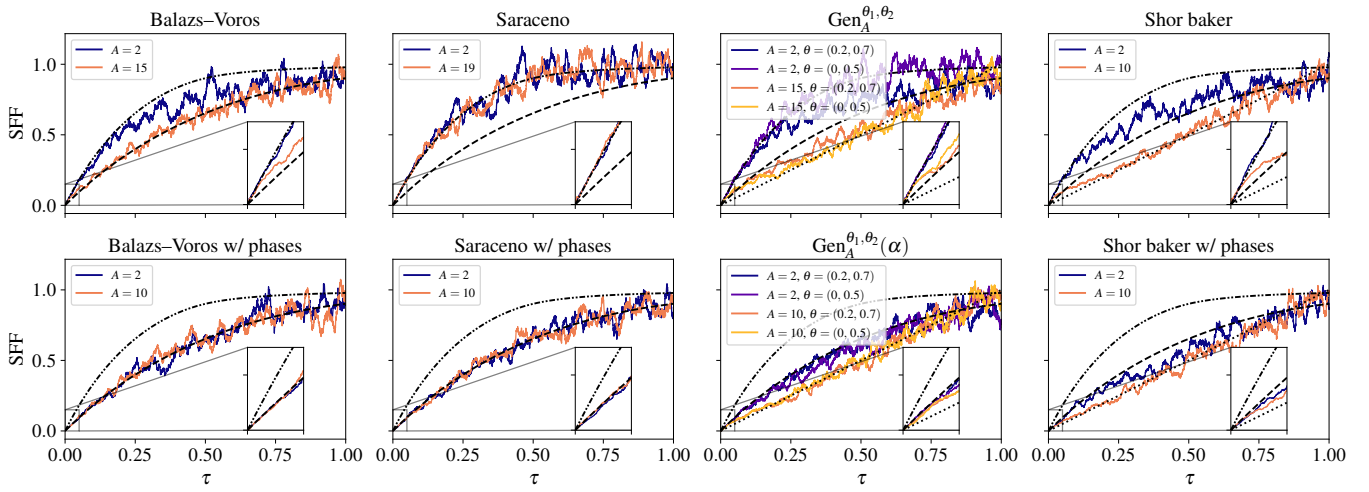 Balazs–Voros
Saraceno
Gen_A^{θ₁,θ₂}
Shor baker
SFF
1.0
0.5
0.0
A = 2
A = 15
A = 2
A = 19
A = 2, θ = (0.2, 0.7)
A = 2, θ = (0, 0.5)
A = 15, θ = (0.2, 0.7)
A = 15, θ = (0, 0.5)
A = 2
A = 10
Balazs–Voros w/ phases
Saraceno w/ phases
Gen_A^{θ₁,θ₂}(α)
Shor baker w/ phases
SFF
1.0
0.5
0.0
A = 2
A = 10
A = 2
A = 10
A = 2, θ = (0.2, 0.7)
A = 2, θ = (0, 0.5)
A = 10, θ = (0.2, 0.7)
A = 10, θ = (0, 0.5)
A = 2
A = 10
0.00 0.25 0.50 0.75 1.00
0.00 0.25 0.50 0.75 1.00
0.00 0.25 0.50 0.75 1.00
0.00 0.25 0.50 0.75 1.00
τ
τ
τ
τ